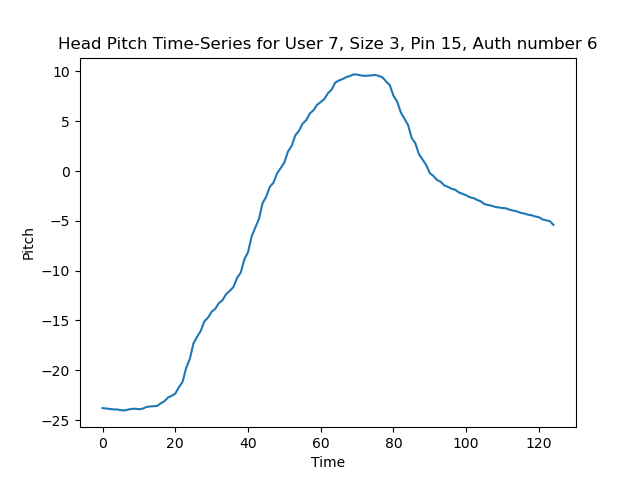 Head Pitch Time-Series for User 7, Size 3, Pin 15, Auth number 6
10
5
0
−5
−10
−15
−20
−25
Pitch
0 20 40 60 80 100 120
Time